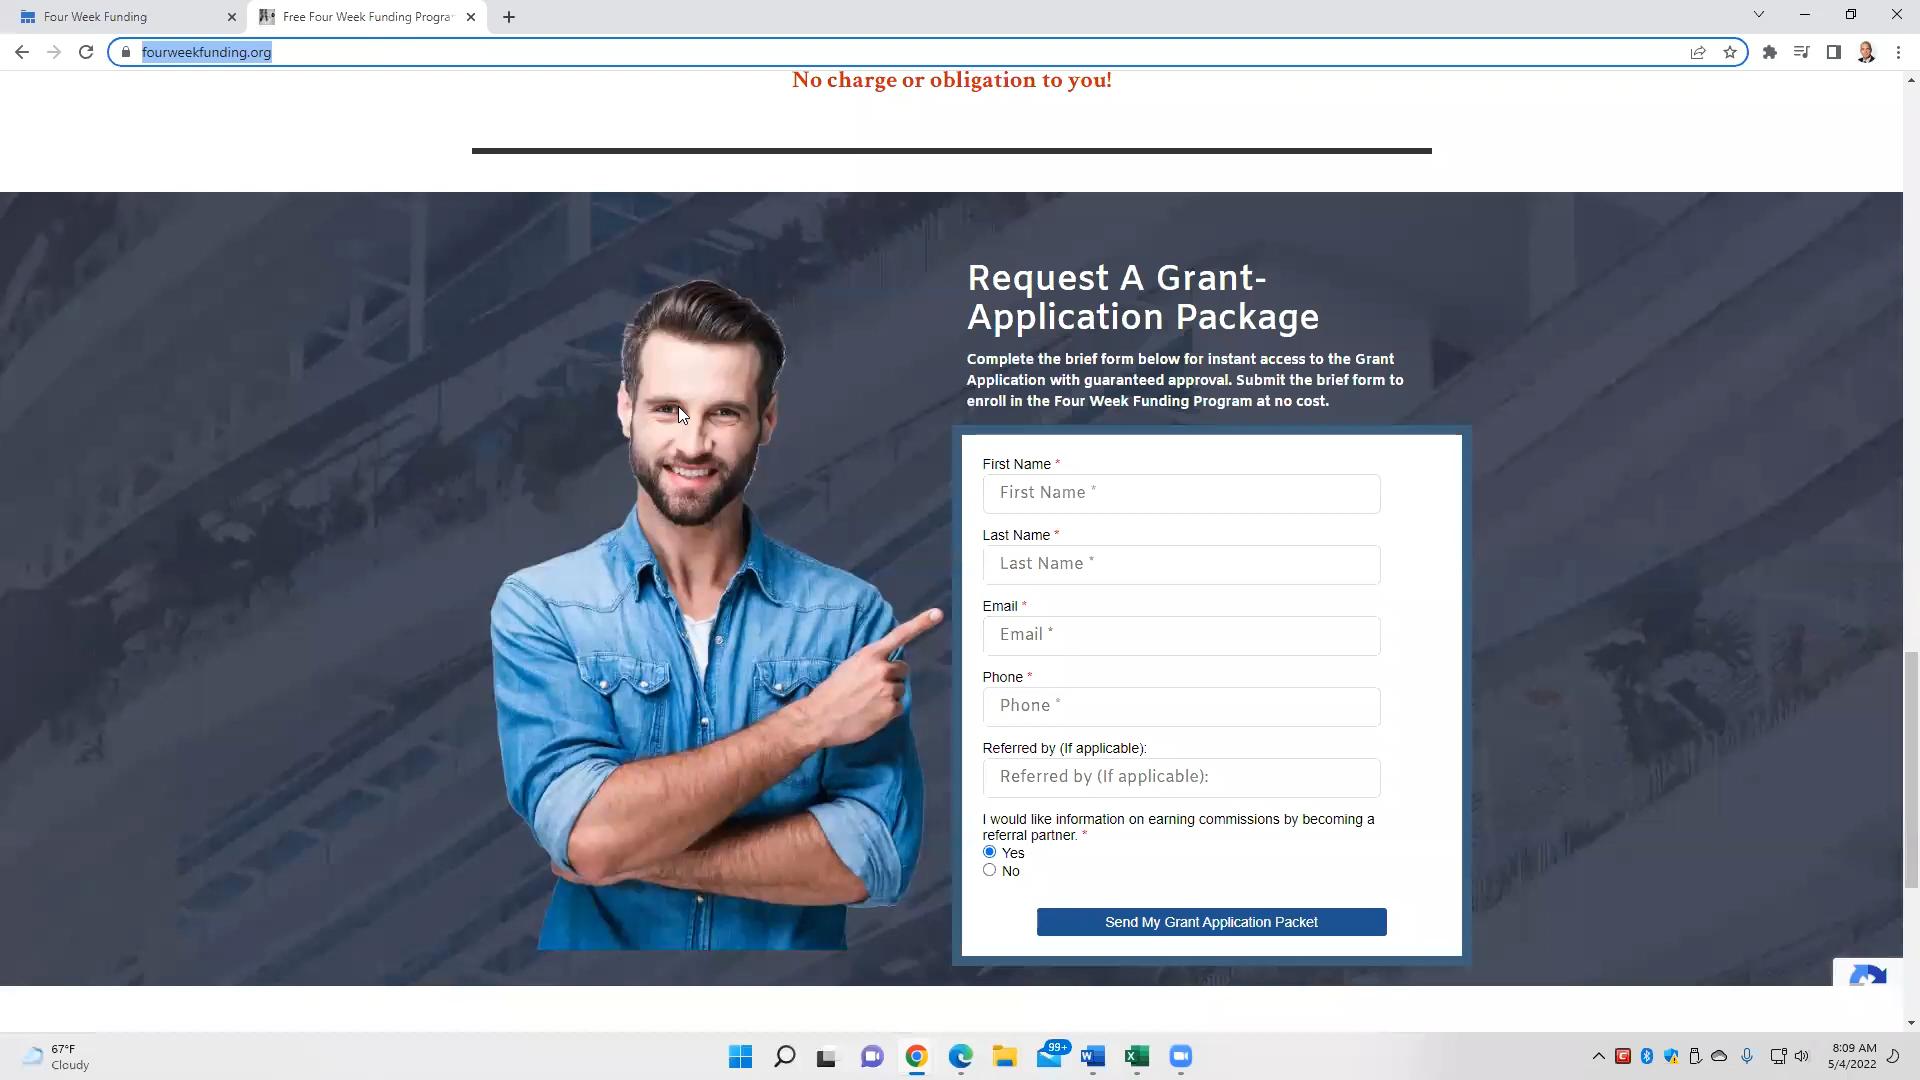 Four Week Funding
Free Four Week Funding Progra
fourweekfunding.org
No charge or obligation to you!
Request A Grant-
Application Package
Complete the brief form below for instant access to the Grant
Application with guaranteed approval. Submit the brief form to
enroll in the Four Week Funding Program at no cost.
First Name *
First Name *
Last Name *
Last Name *
Email *
Email *
Phone *
Phone *
Referred by (If applicable):
Referred by (If applicable):
I would like information on earning commissions by becoming a
referral partner. *
Yes
No
Send My Grant Application Packet
67°F
Cloudy
99+
8:09 AM
5/4/2022